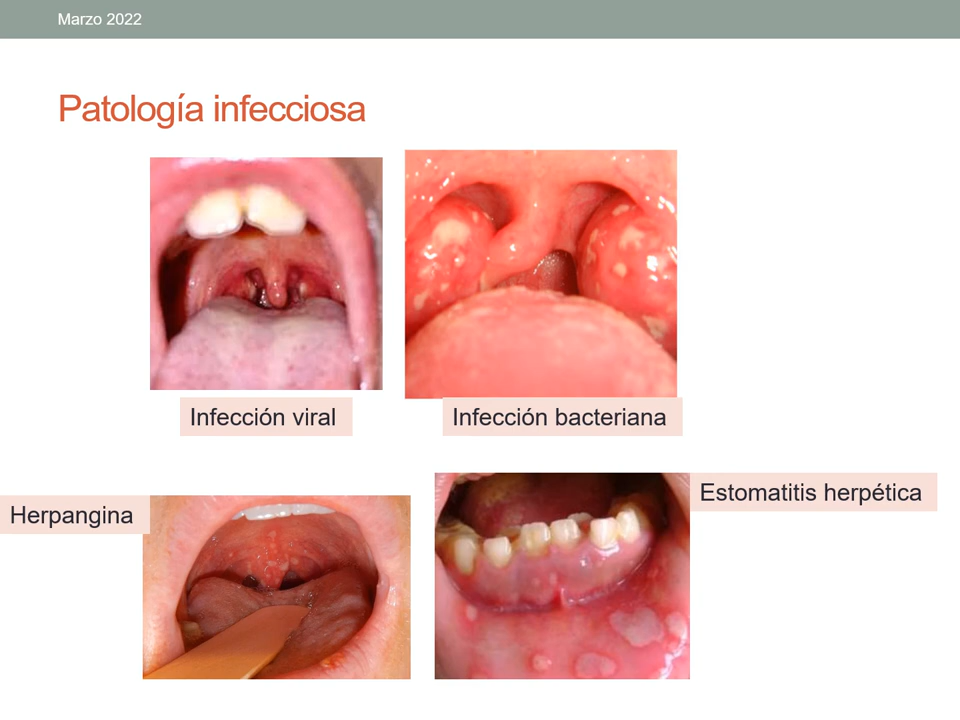 Marzo 2022
Patología infecciosa
Infección viral
Infección bacteriana
Herpangina
Estomatitis herpética